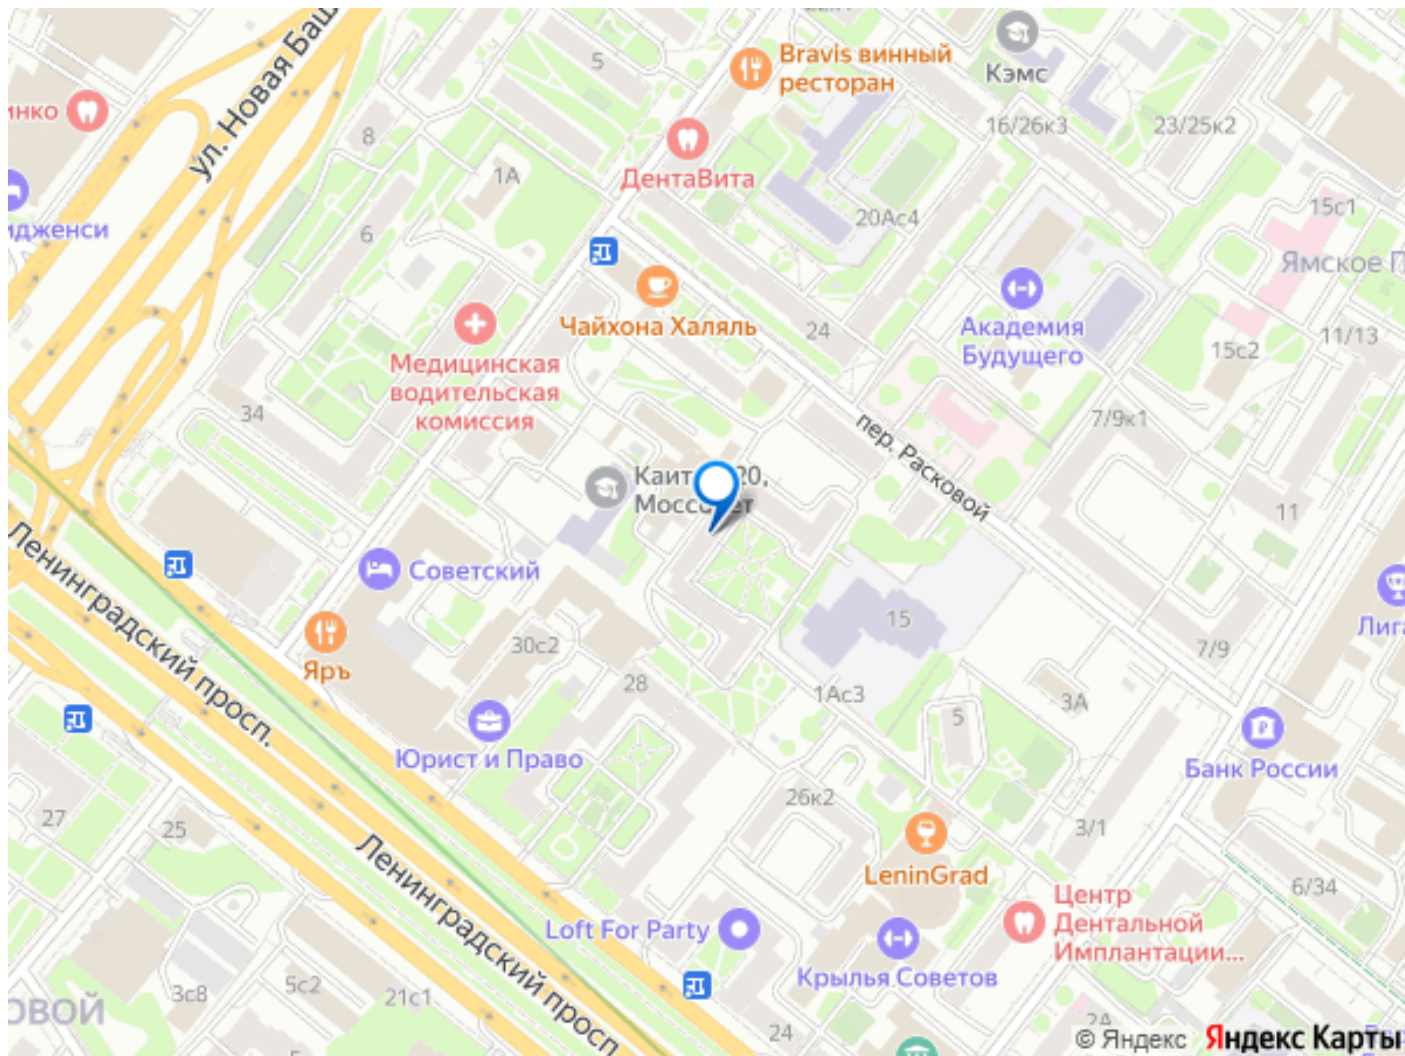 Bravis винный
ресторан
Кэмс
5
ул. Новая Баш
инко
8
16/26к3
23/25к2
ДентаВита
1А
15с1
20Ас4
иdженси
6
Ямское П
Чайхона Халяль
24
Академия
Будущего
11/13
15с2
Медицинская
водительская
комиссия
34
7/9к1
пер. Расковой
20,
11
Советский
Ленинградский просп.
15
Лига
30с2
Яръ
7/9
28
1Ас3
3А
5
Юрист и Право
Банк России
26к2
27
25
3/1
LeninGrad
Ленинградский просп
6/34
Центр
Дентальной
Имплантации...
Loft For Party
Крылья Советов
3с8
5с2
21с1
ОВОЙ
24
2А
© Яндекс Яндекс Карты